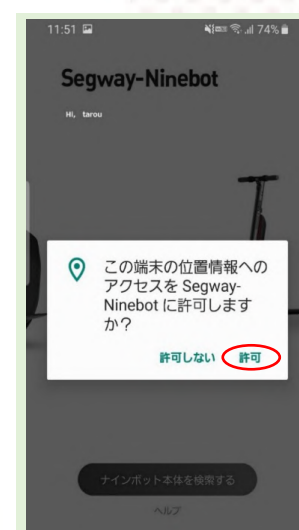 11:51 74%
Segway-Ninebot
Hi, tarou
この端末の位置情報への
アクセスを Segway-
Ninebot に許可します
か？
許可しない 許可
ナインボット本体を検索する
ヘルプ